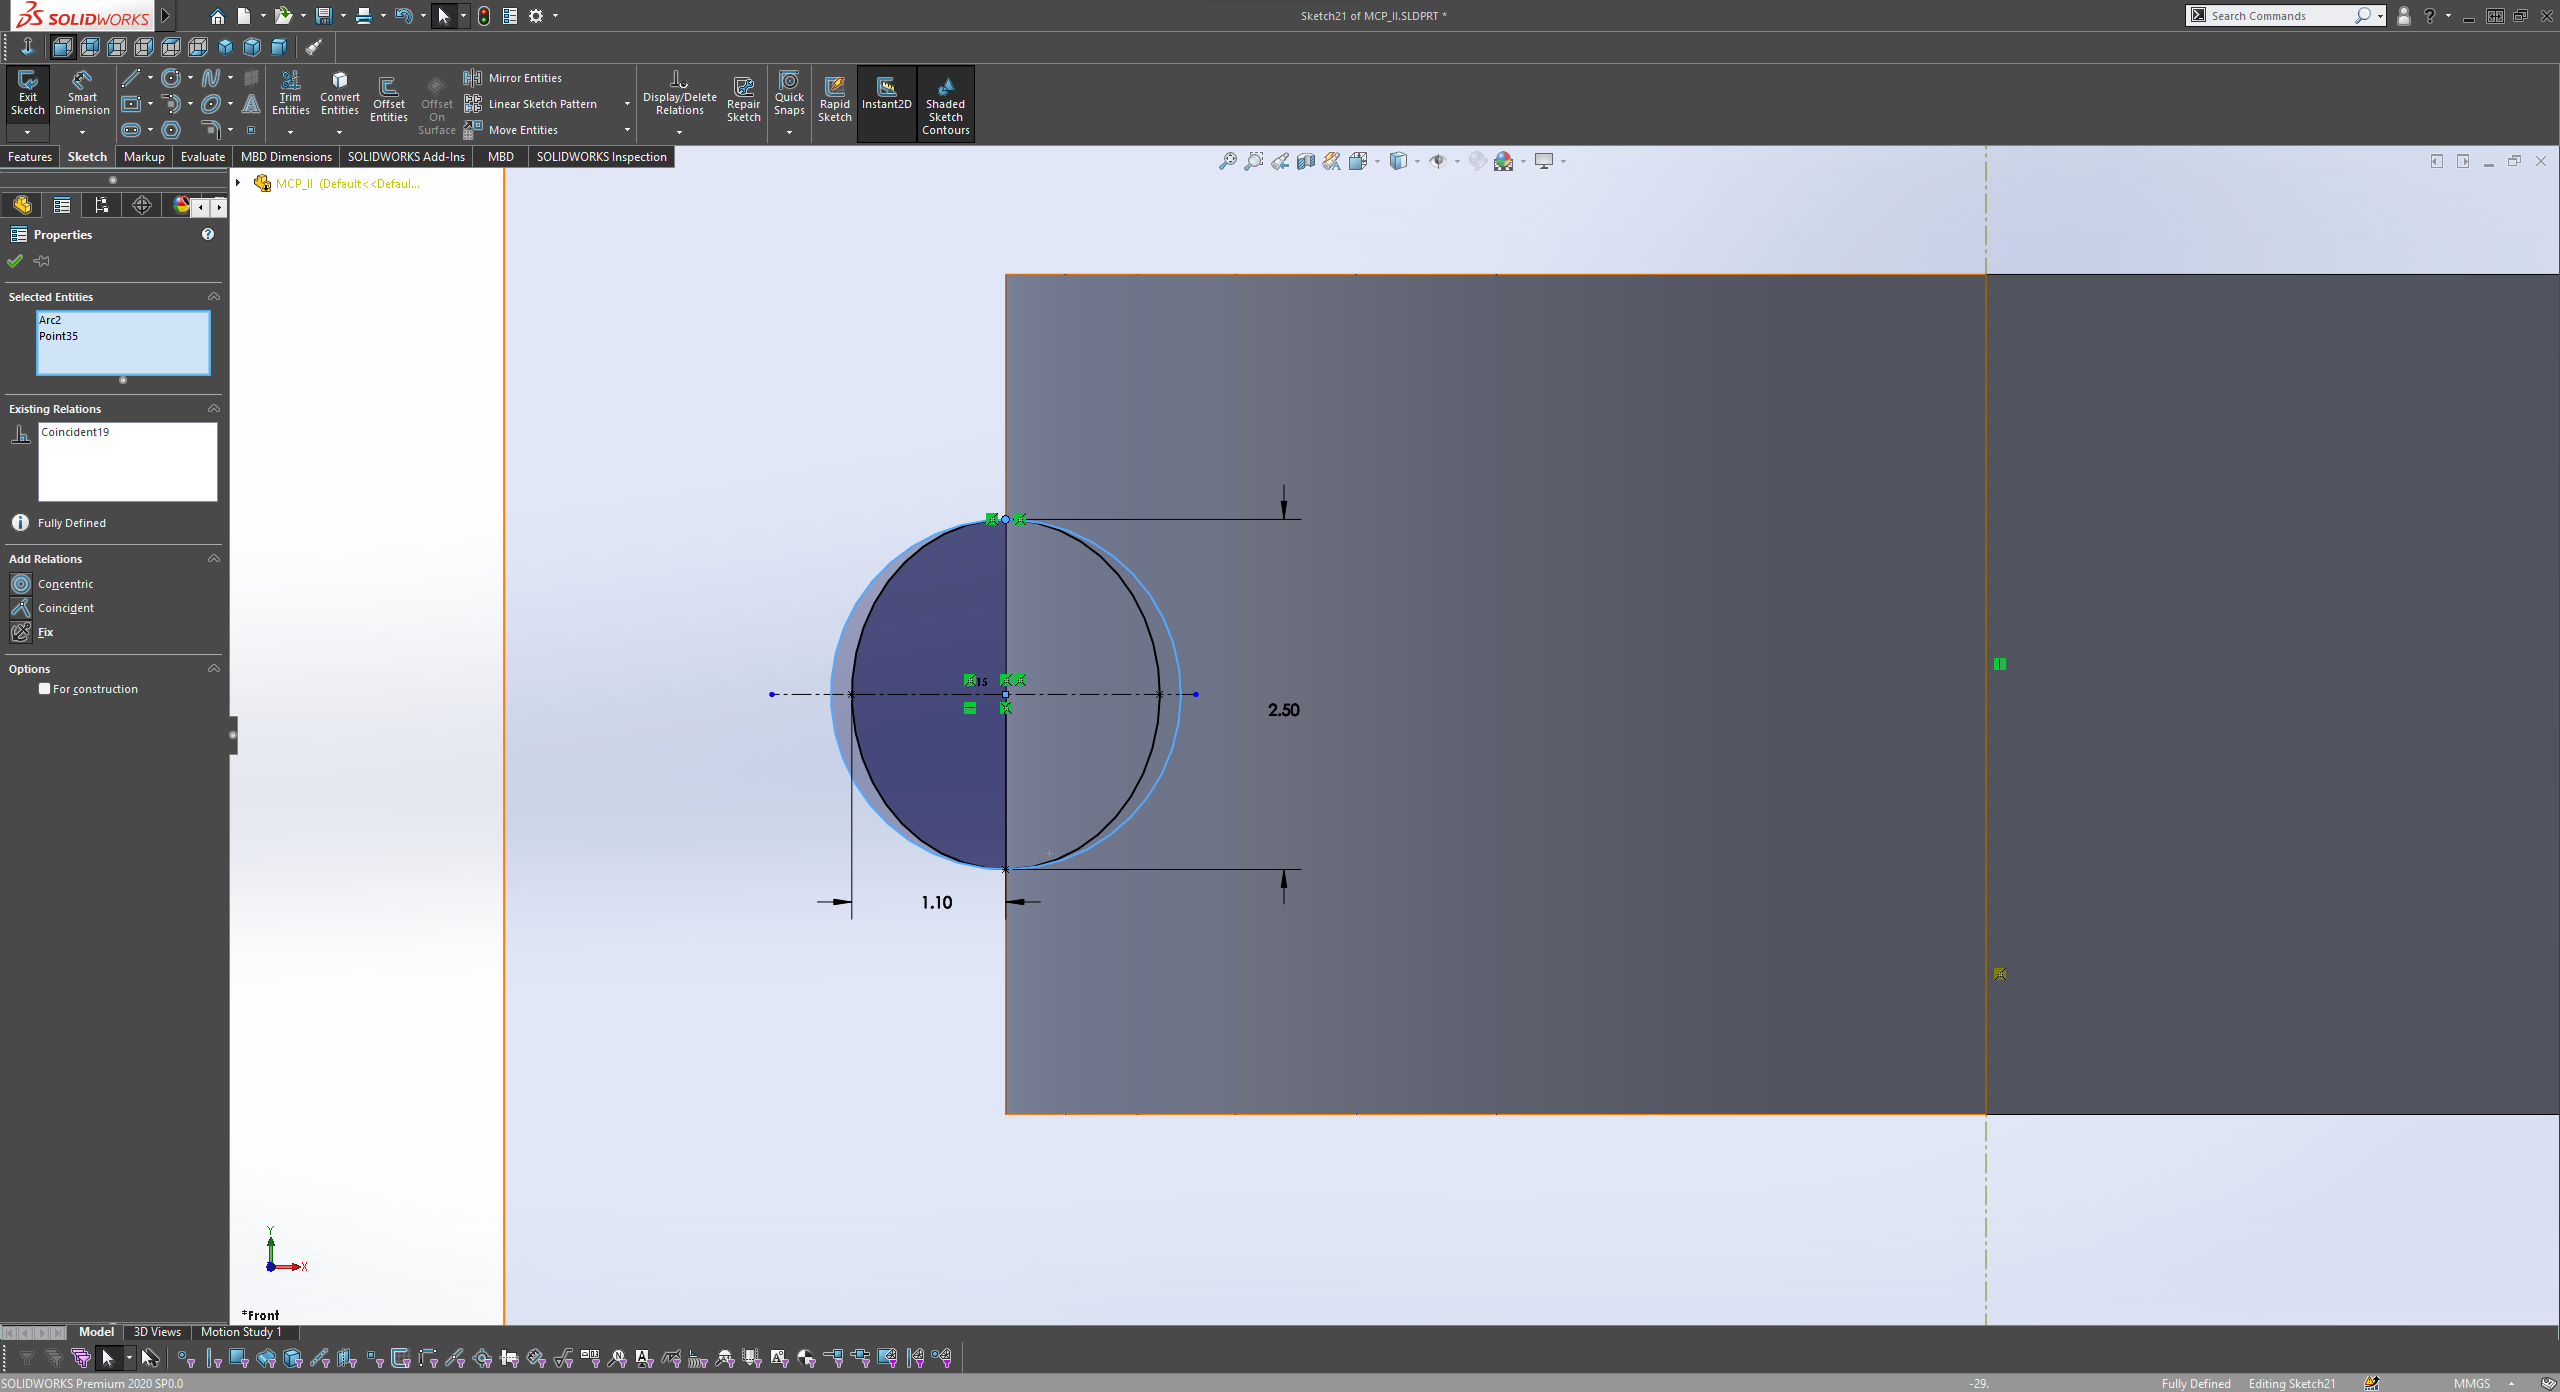 SOLIDWORKS
Sketch21 of MCP_II.SLDPRT *
Search Commands
Exit Sketch
Smart Dimension
Trim Entities
Convert Entities
Offset Entities
Offset On Surface
Mirror Entities
Linear Sketch Pattern
Move Entities
Display/Delete Relations
Repair Sketch
Quick Snaps
Rapid Sketch
Instant2D
Shaded Sketch Contours
Features
Sketch
Markup
Evaluate
MBD Dimensions
SOLIDWORKS Add-Ins
MBD
SOLIDWORKS Inspection
MCP_II (Default<<Defaul...
Properties
Selected Entities
Arc2
Point35
Existing Relations
Coincident19
Fully Defined
Add Relations
Concentric
Coincident
Fix
Options
For construction
15
2.50
1.10
Y
X
*Front
Model
3D Views
Motion Study 1
SOLIDWORKS Premium 2020 SP0.0
-29.
Fully Defined
Editing Sketch21
MMGS